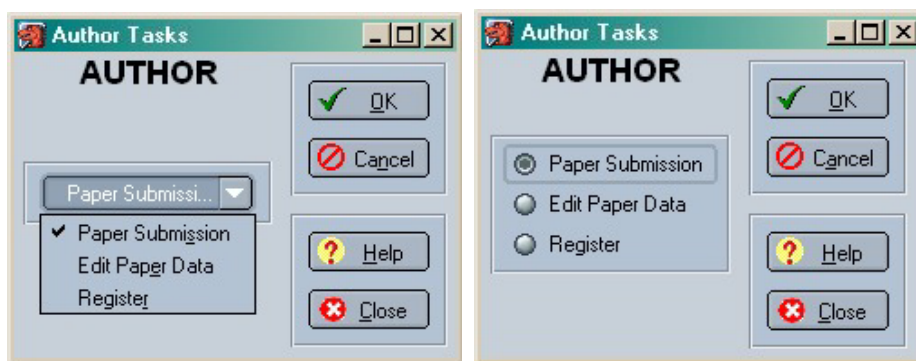 Author Tasks
AUTHOR
OK
Cancel
Paper Submissi...
Paper Submission
Edit Paper Data
Register
Help
Close
Author Tasks
AUTHOR
OK
Cancel
Paper Submission
Edit Paper Data
Register
Help
Close